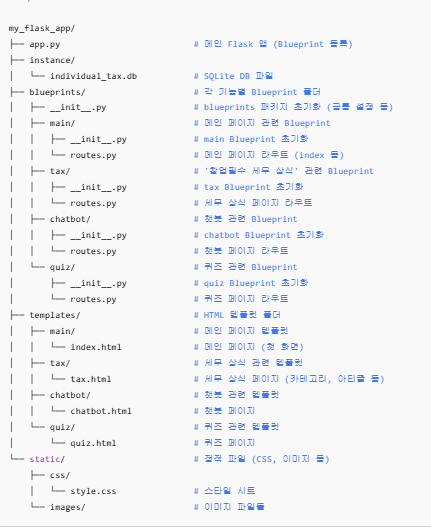 my_flask_app/
├── app.py # 메인 Flask 앱 (Blueprint 등록)
├── instance/
│ └── individual_tax.db # SQLite DB 파일
├── blueprints/ # 각 기능별 Blueprint 폴더
│ ├── __init__.py # blueprints 패키지 초기화 (공통 설정 등)
│ ├── main/ # 메인 페이지 관련 Blueprint
│ │ ├── __init__.py # main Blueprint 초기화
│ │ └── routes.py # 메인 페이지 라우트 (index 등)
│ ├── tax/ # '창업필수 세무 상식' 관련 Blueprint
│ │ ├── __init__.py # tax Blueprint 초기화
│ │ └── routes.py # 세무 상식 페이지 라우트
│ ├── chatbot/ # 챗봇 관련 Blueprint
│ │ ├── __init__.py # chatbot Blueprint 초기화
│ │ └── routes.py # 챗봇 페이지 라우트
│ └── quiz/ # 퀴즈 관련 Blueprint
│ ├── __init__.py # quiz Blueprint 초기화
│ └── routes.py # 퀴즈 페이지 라우트
├── templates/ # HTML 템플릿 폴더
│ ├── main/ # 메인 페이지 템플릿
│ │ └── index.html # 메인 페이지 (첫 화면)
│ ├── tax/ # 세무 상식 관련 템플릿
│ │ └── tax.html # 세무 상식 페이지 (카테고리, 아티클 등)
│ ├── chatbot/ # 챗봇 관련 템플릿
│ │ └── chatbot.html # 챗봇 페이지
│ └── quiz/ # 퀴즈 관련 템플릿
│ └── quiz.html # 퀴즈 페이지
└── static/ # 정적 파일 (CSS, 이미지 등)
├── css/
│ └── style.css # 스타일 시트
└── images/ # 이미지 파일들